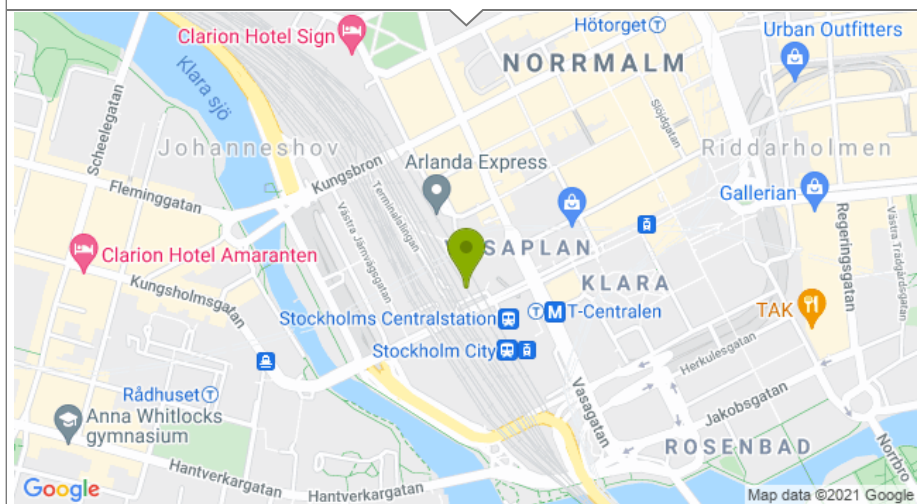 Clarion Hotel Sign
Hötorget
T
Urban Outfitters
NORRMALM
Klara sjö
Scheelegatan
Slöjdgatan
Johanneshov
Kungsbron
Arlanda Express
Riddarholmen
Fleminggatan
Terminalslingan
Gallerian
Västra Järnvägsgatan
Regeringsgatan
Västra Trädgårdsgatan
Clarion Hotel Amaranten
SAPLAN
KLARA
Kungsholmsgatan
Stockholms Centralstation
T
M
T-Centralen
TAK
Stockholm City
Herkulesgatan
Rådhuset
T
Vasagatan
Jakobsgatan
Anna Whitlocks
gymnasium
ROSENBAD
Norrbro
Hantverkargatan
Hantverkargatan
Google
Map data ©2021 Google